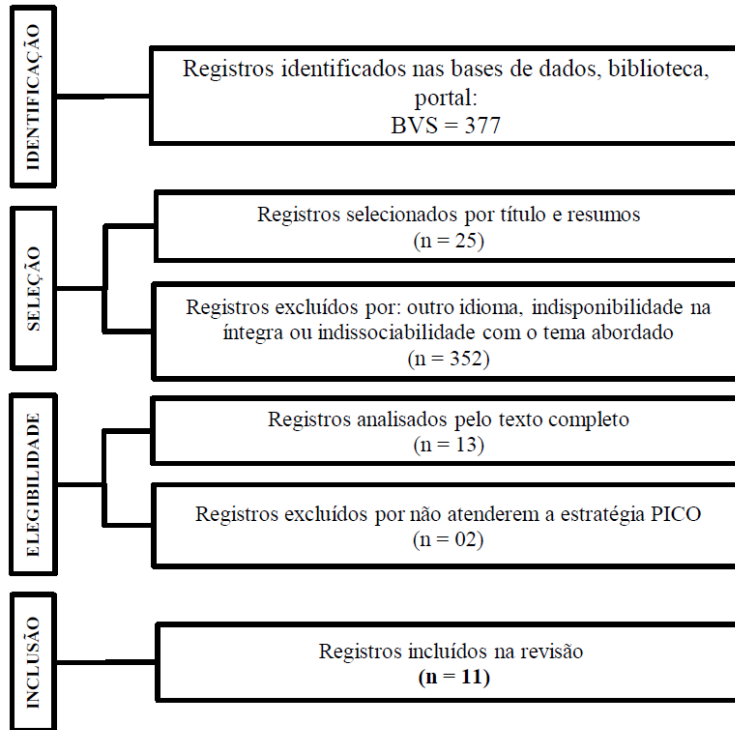 IDENTIFICAÇÃO
Registros identificados nas bases de dados, biblioteca,
portal:
BVS = 377
SELEÇÃO
Registros selecionados por título e resumos
(n = 25)
Registros excluídos por: outro idioma, indisponibilidade na
íntegra ou indissociabilidade com o tema abordado
(n = 352)
ELEGIBILIDADE
Registros analisados pelo texto completo
(n = 13)
Registros excluídos por não atenderem a estratégia PICO
(n = 02)
INCLUSÃO
Registros incluídos na revisão
(n = 11)